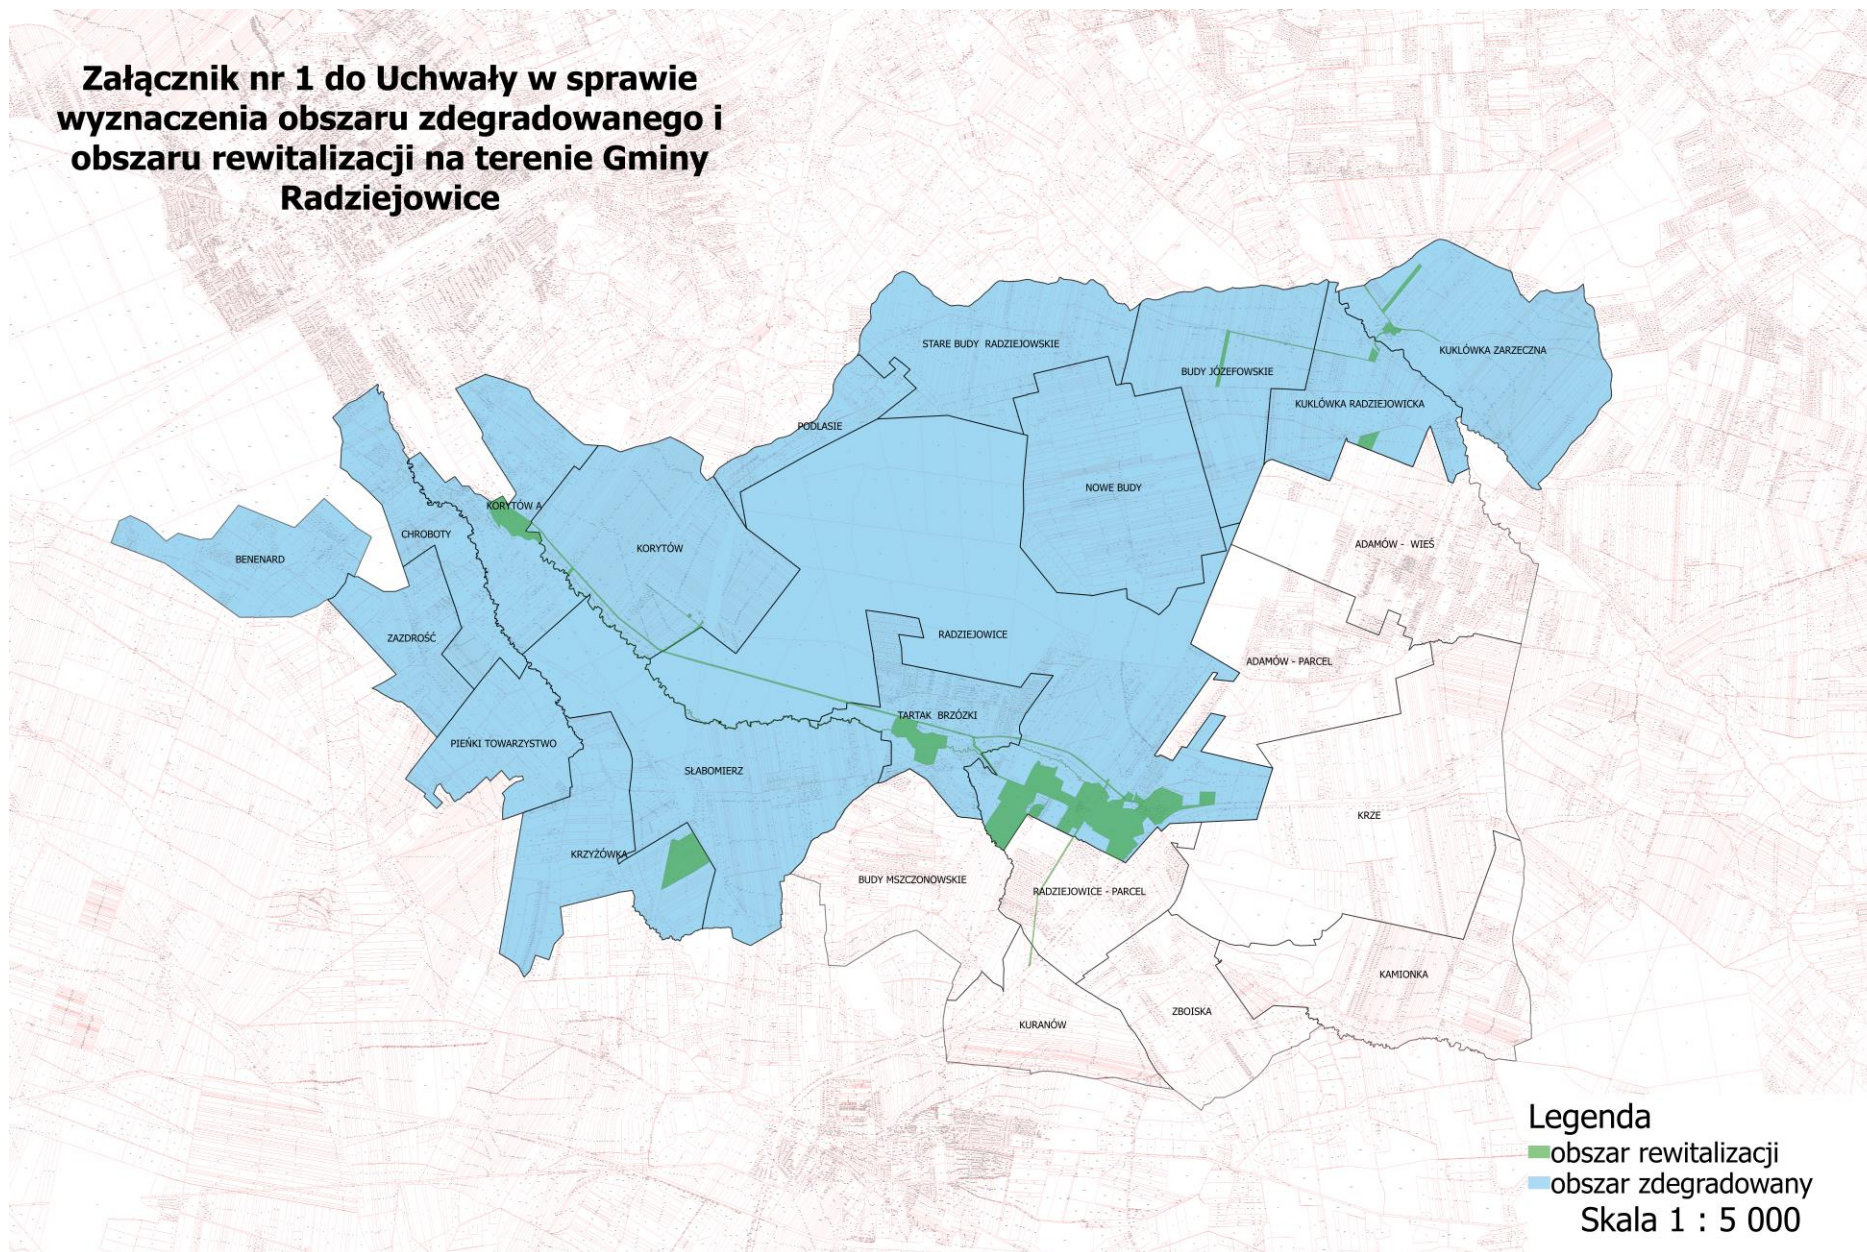 Załącznik nr 1 do Uchwały w sprawie
wyznaczenia obszaru zdegradowanego i
obszaru rewitalizacji na terenie Gminy
Radziejowice
STARE BUDY RADZIEJOWSKIE
KUKLÓWKA ZARZECZNA
BUDY JÓZEFOWSKIE
KUKLÓWKA RADZIEJOWICKA
PODLASIE
NOWE BUDY
KORYTÓW A
CHROBOTY
KORYTÓW
ADAMÓW - WIEŚ
BENENARD
ZAZDROŚĆ
RADZIEJOWICE
ADAMÓW - PARCEL
TARTAK BRZÓZKI
PIEŃKI TOWARZYSTWO
SŁABOMIERZ
KRZE
KRZYŻÓWKA
BUDY MSZCZONOWSKIE
RADZIEJOWICE - PARCEL
KAMIONKA
ZBOISKA
KURANÓW
Legenda
obszar rewitalizacji
obszar zdegradowany
Skala 1 : 5 000